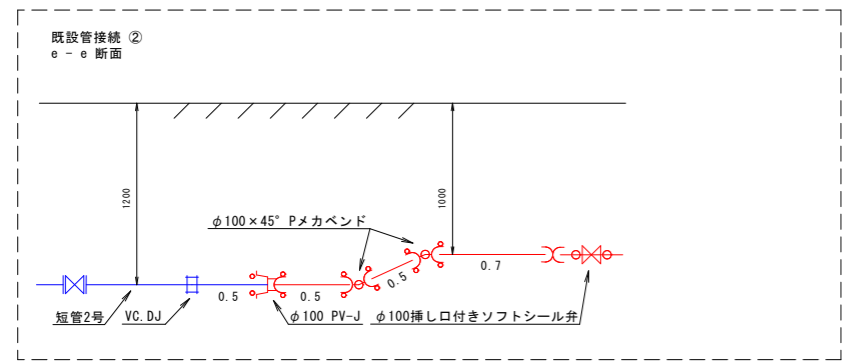 既設管接続 ②
e - e 断面
1200
1000
φ100×45° Pメカベンド
0.5
0.5
0.5
0.7
短管2号
VC.DJ
φ100 PV-J
φ100挿し口付きソフトシール弁